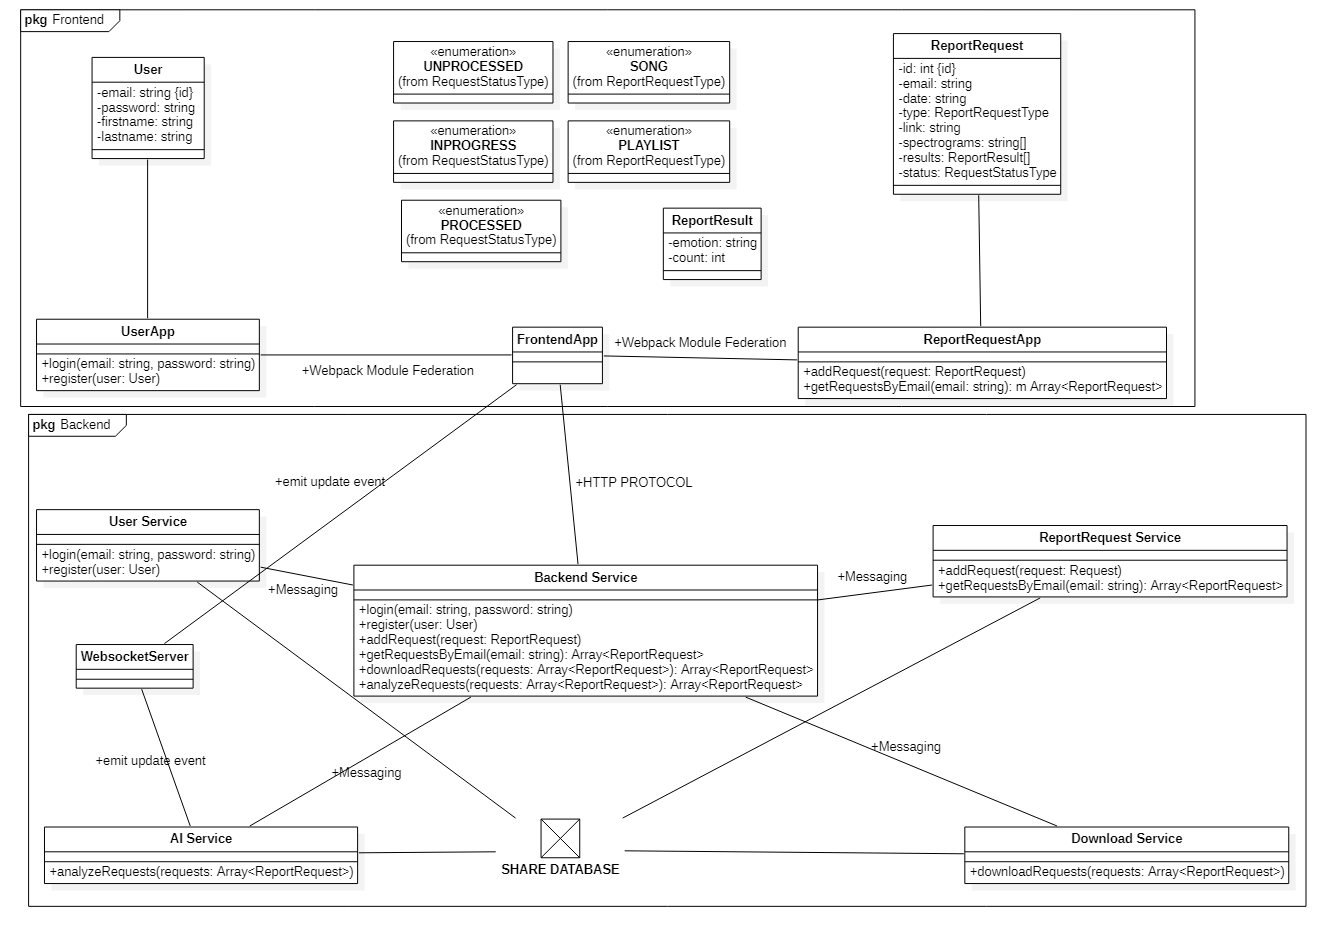 pkg Frontend
User
-email: string {id}
-password: string
-firstname: string
-lastname: string
«enumeration»
UNPROCESSED
(from RequestStatusType)
«enumeration»
SONG
(from ReportRequestType)
«enumeration»
INPROGRESS
(from RequestStatusType)
«enumeration»
PLAYLIST
(from ReportRequestType)
«enumeration»
PROCESSED
(from RequestStatusType)
ReportResult
-emotion: string
-count: int
ReportRequest
-id: int {id}
-email: string
-date: string
-type: ReportRequestType
-link: string
-spectrograms: string[]
-results: ReportResult[]
-status: RequestStatusType
UserApp
+login(email: string, password: string)
+register(user: User)
+Webpack Module Federation
FrontendApp
+Webpack Module Federation
ReportRequestApp
+addRequest(request: ReportRequest)
+getRequestsByEmail(email: string): m Array<ReportRequest>
pkg Backend
+emit update event
+HTTP PROTOCOL
User Service
+login(email: string, password: string)
+register(user: User)
+Messaging
Backend Service
+login(email: string, password: string)
+register(user: User)
+addRequest(request: ReportRequest)
+getRequestsByEmail(email: string): Array<ReportRequest>
+downloadRequests(requests: Array<ReportRequest>): Array<ReportRequest>
+analyzeRequests(requests: Array<ReportRequest>): Array<ReportRequest>
+Messaging
ReportRequest Service
+addRequest(request: Request)
+getRequestsByEmail(email: string): Array<ReportRequest>
WebsocketServer
+emit update event
+Messaging
+Messaging
AI Service
+analyzeRequests(requests: Array<ReportRequest>)
SHARE DATABASE
Download Service
+downloadRequests(requests: Array<ReportRequest>)